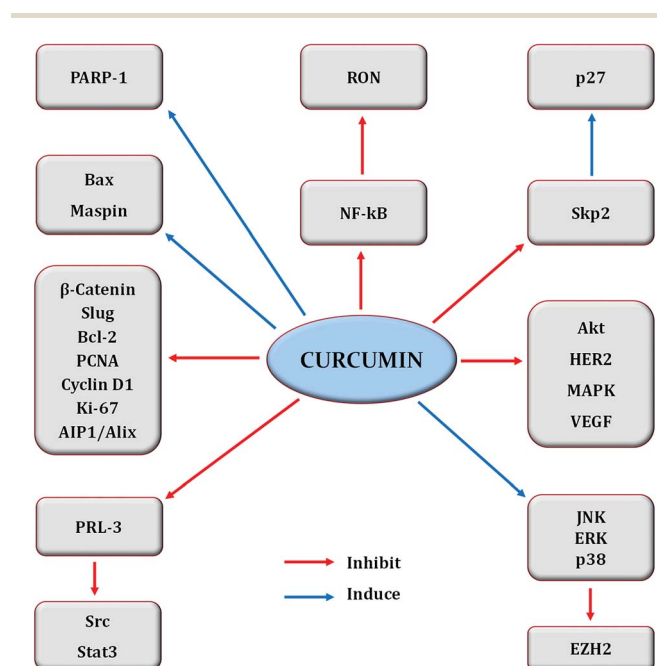 PARP-1
RON
p27
Bax
Maspin
NF-kB
Skp2
β-Catenin
Slug
Bcl-2
PCNA
Cyclin D1
Ki-67
AIP1/Alix
CURCUMIN
Akt
HER2
MAPK
VEGF
PRL-3
JNK
ERK
p38
Inhibit
Induce
Src
Stat3
EZH2